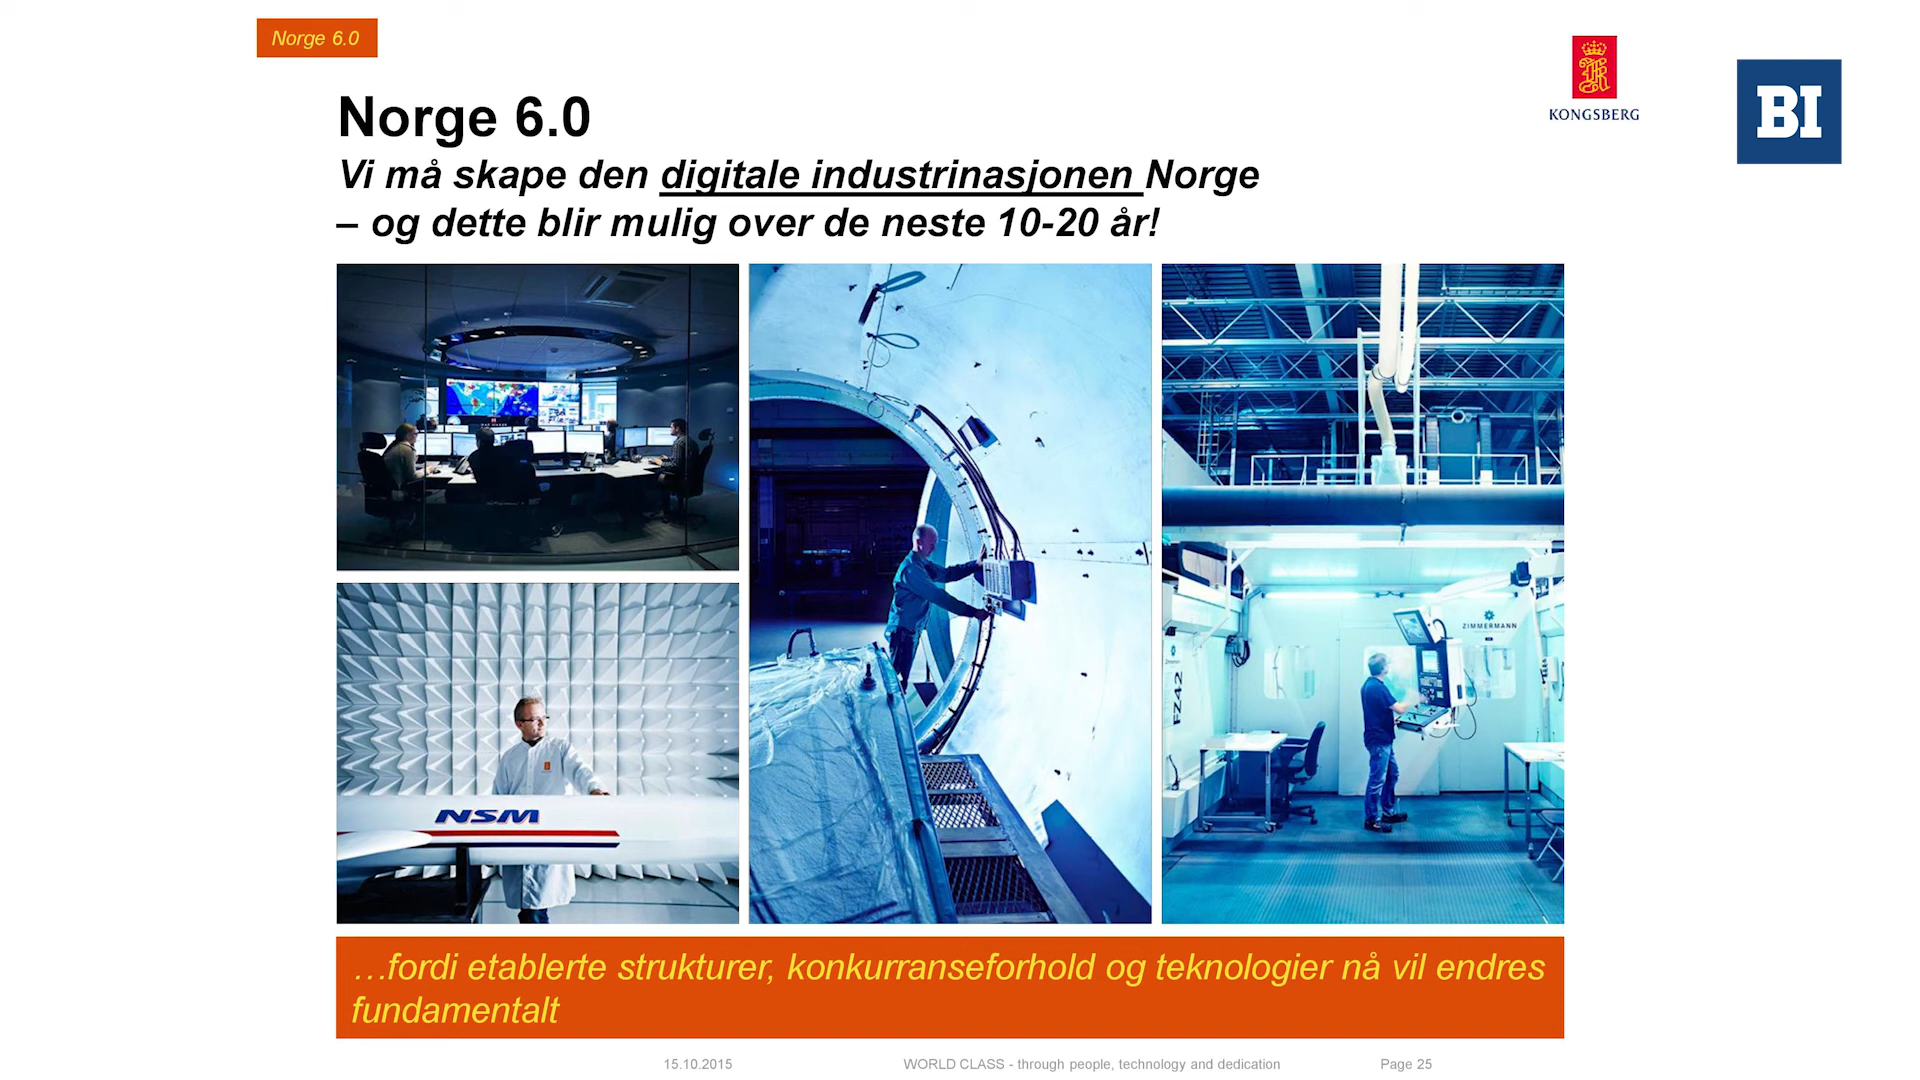 Norge 6.0
KONGSBERG
BI
Norge 6.0
Vi må skape den digitale industrinasjonen Norge
– og dette blir mulig over de neste 10-20 år!
NSM
ZIMMERMANN
FZ42
…fordi etablerte strukturer, konkurranseforhold og teknologier nå vil endres
fundamentalt
15.10.2015
WORLD CLASS - through people, technology and dedication
Page 25